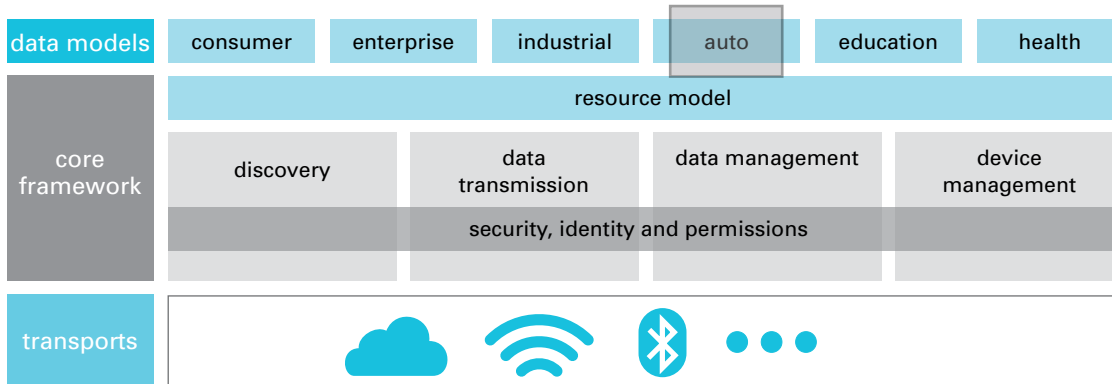 data models
consumer
enterprise
industrial
auto
education
health
core
framework
resource model
discovery
data
transmission
data management
device
management
security, identity and permissions
transports